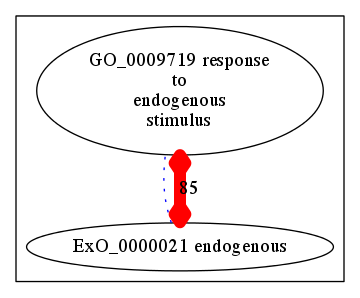 GO_0009719 response
to
endogenous
stimulus
85
ExO_0000021 endogenous